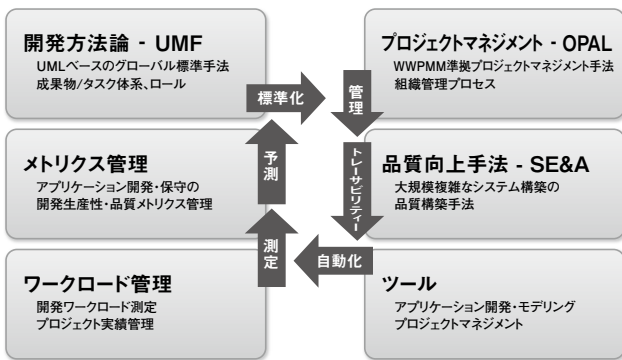 開発方法論 - UMF
UMLベースのグローバル標準手法
成果物/タスク体系、ロール
プロジェクトマネジメント - OPAL
WWPMM準拠プロジェクトマネジメント手法
組織管理プロセス
標準化
管理
メトリクス管理
アプリケーション開発・保守の
開発生産性・品質メトリクス管理
予測
トレーサビリティー
品質向上手法 - SE&A
大規模複雑なシステム構築の
品質構築手法
測定
自動化
ワークロード管理
開発ワークロード測定
プロジェクト実績管理
ツール
アプリケーション開発・モデリング
プロジェクトマネジメント